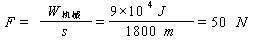 F = W机械 / s = 9×10⁴ J / 1800 m = 50 N